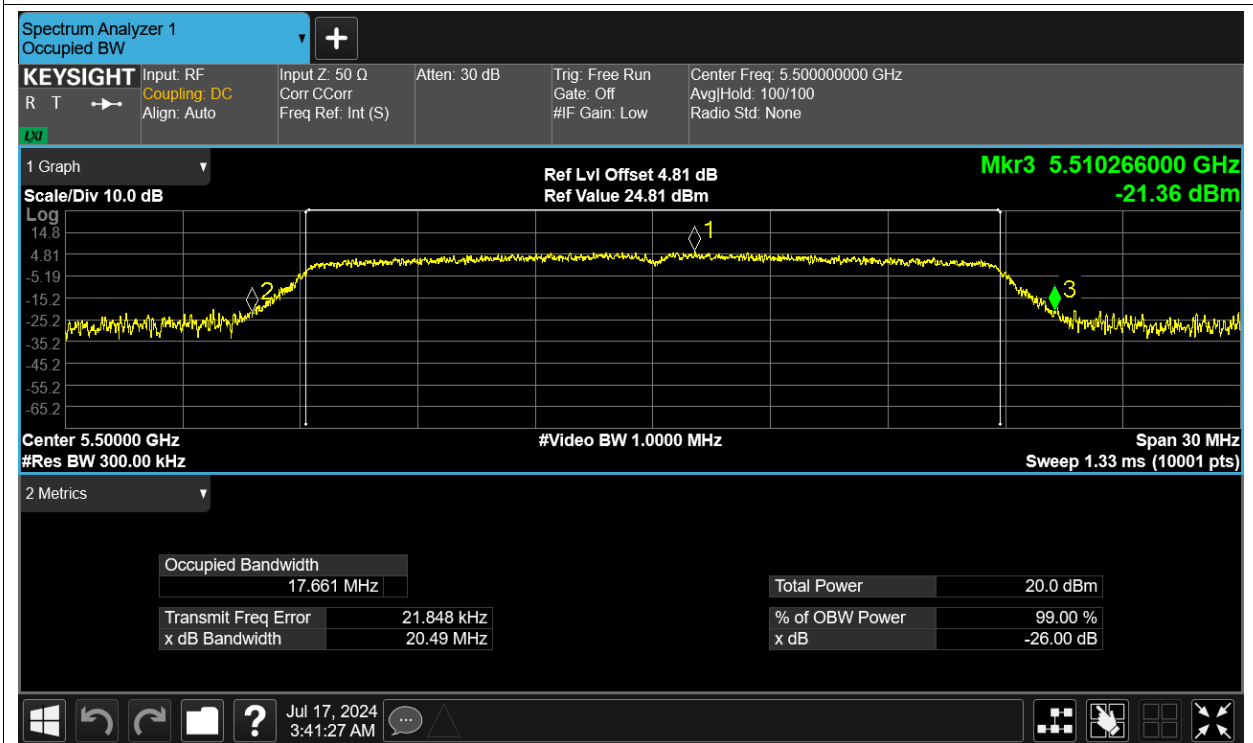 Spectrum Analyzer 1
Occupied BW
KEYSIGHT
R T
LXI
Input: RF
Coupling: DC
Align: Auto
Input Z: 50 Ω
Corr CCorr
Freq Ref: Int (S)
Atten: 30 dB
Trig: Free Run
Gate: Off
#IF Gain: Low
Center Freq: 5.500000000 GHz
Avg|Hold: 100/100
Radio Std: None
1 Graph
Scale/Div 10.0 dB
Ref Lvl Offset 4.81 dB
Ref Value 24.81 dBm
Mkr3 5.510266000 GHz
-21.36 dBm
Log
14.8
4.81
-5.19
-15.2
-25.2
-35.2
-45.2
-55.2
-65.2
1
2
3
Center 5.50000 GHz
#Res BW 300.00 kHz
#Video BW 1.0000 MHz
Span 30 MHz
Sweep 1.33 ms (10001 pts)
2 Metrics
Occupied Bandwidth
17.661 MHz
Transmit Freq Error 21.848 kHz
x dB Bandwidth 20.49 MHz
Total Power 20.0 dBm
% of OBW Power 99.00 %
x dB -26.00 dB
?
Jul 17, 2024
3:41:27 AM